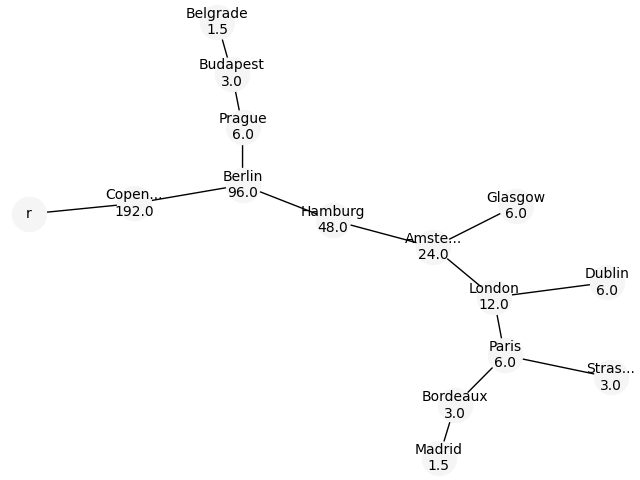 Belgrade
1.5
Budapest
3.0
Prague
6.0
Berlin
96.0
Copen...
192.0
r
Hamburg
48.0
Glasgow
6.0
Amste...
24.0
London
12.0
Dublin
6.0
Paris
6.0
Stras...
3.0
Bordeaux
3.0
Madrid
1.5